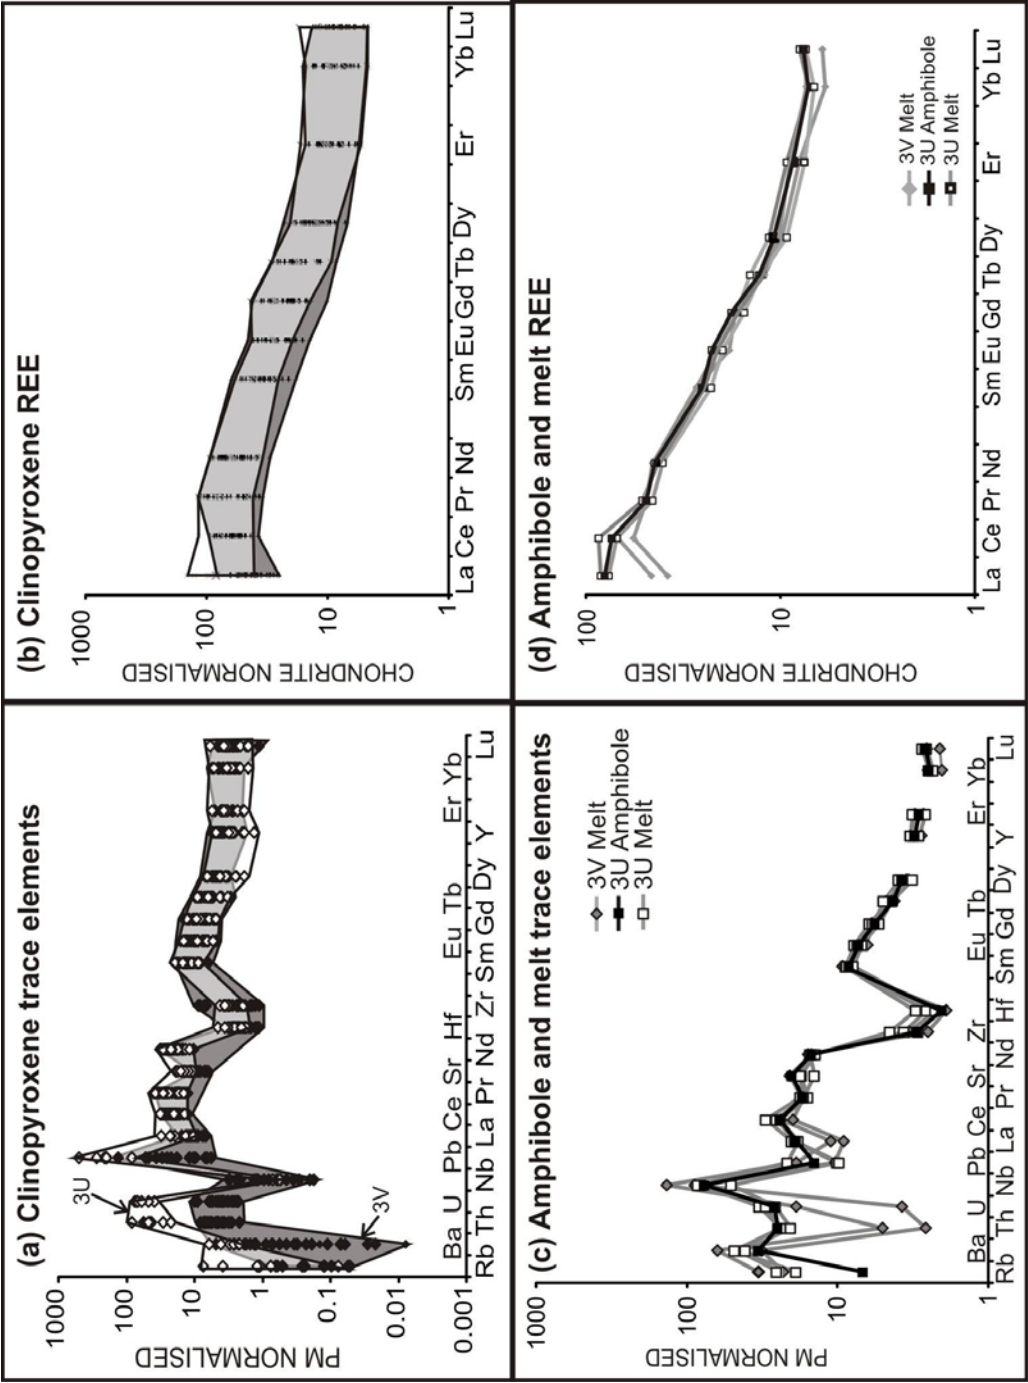 (a) Clinopyroxene trace elements
PM NORMALISED
1000
100
10
1
0.1
0.01
0.001
3U
3V
Ba U Pb Ce Sr Hf Eu Tb Er Yb
Rb Th Nb La Pr Nd Zr Sm Gd Dy Y Lu
(b) Clinopyroxene REE
CHONDRITE NORMALISED
1000
100
10
1
La Ce Pr Nd Sm Eu Gd Tb Dy Er Yb Lu
(c) Amphibole and melt trace elements
PM NORMALISED
1000
100
10
1
3V Melt
3U Amphibole
3U Melt
Ba U Pb Ce Sr Zr Eu Tb Er Yb
Rb Th Nb La Pr Nd Hf Sm Gd Dy Y Lu
(d) Amphibole and melt REE
CHONDRITE NORMALISED
100
10
1
3V Melt
3U Amphibole
3U Melt
La Ce Pr Nd Sm Eu Gd Tb Dy Er Yb Lu